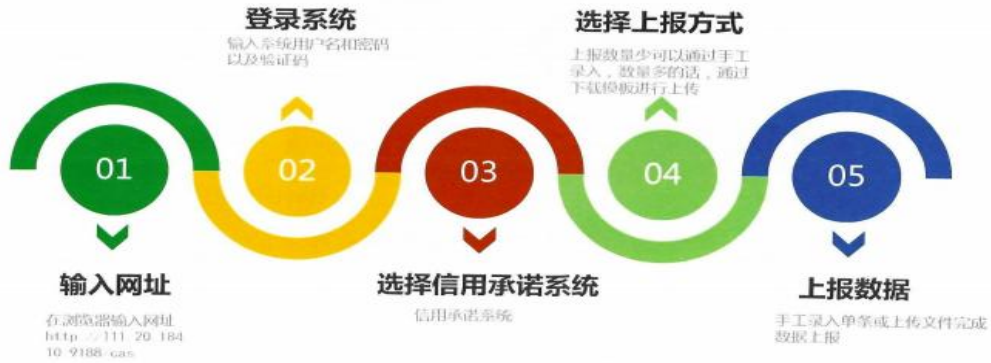 01
输入网址
在浏览器输入网址
http://111 20 184
10 9188/cas
02
登录系统
输入系统用户名和密码
以及验证码
03
选择信用承诺系统
信用承诺系统
04
选择上报方式
上报数量少可以通过手工
录入，数量多的话，通过
下载模板进行上传
05
上报数据
手工录入单条或上传文件完成
数据上报